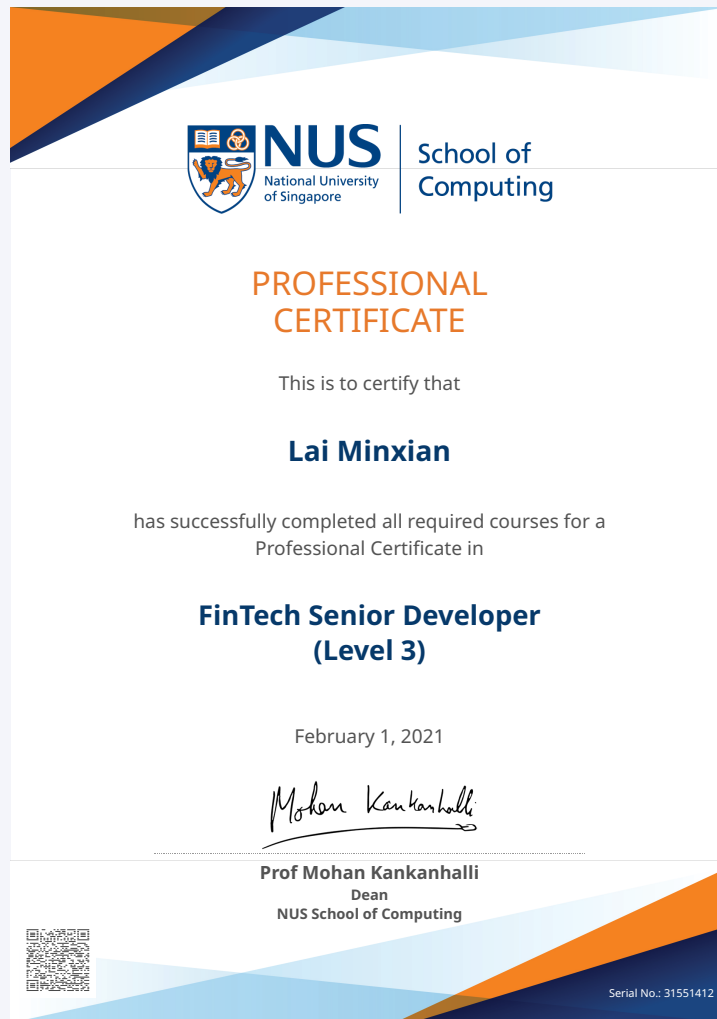 NUS
National University
of Singapore
School of
Computing
PROFESSIONAL
CERTIFICATE
This is to certify that
Lai Minxian
has successfully completed all required courses for a
Professional Certificate in
FinTech Senior Developer
(Level 3)
February 1, 2021
Mohan Kankanhalli
Prof Mohan Kankanhalli
Dean
NUS School of Computing
Serial No.: 31551412